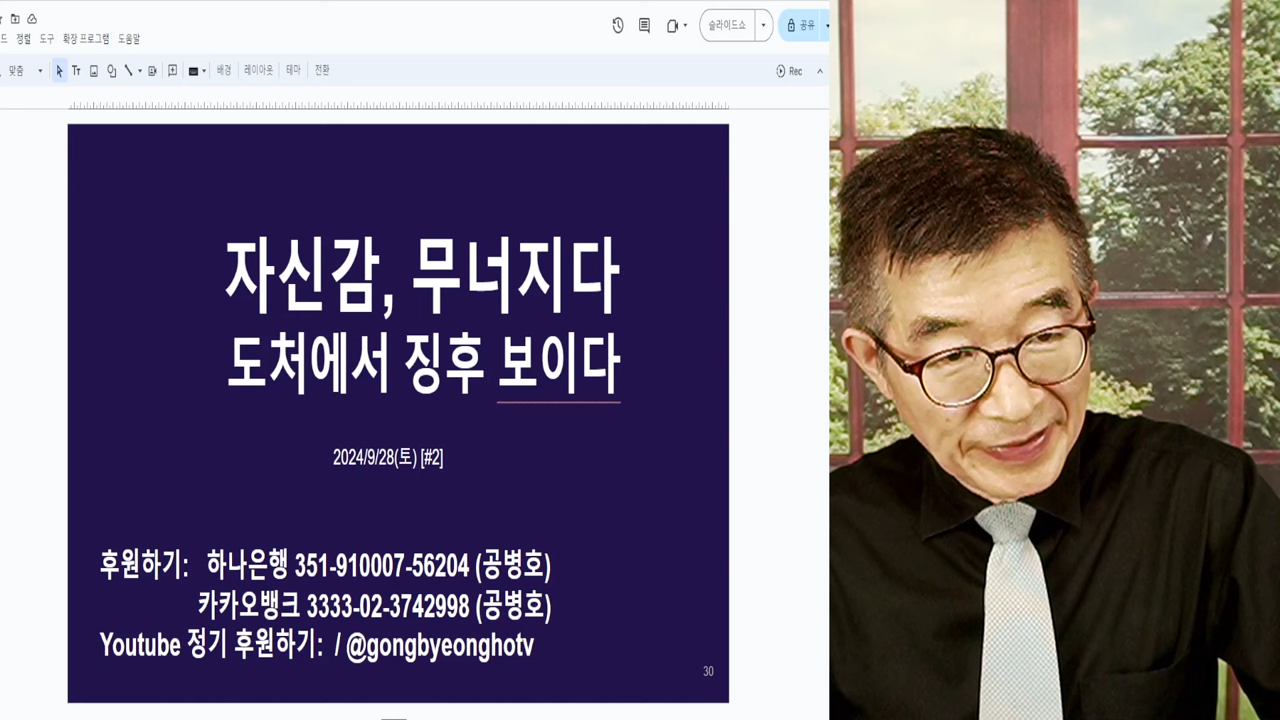 정렬 도구 확장 프로그램 도움말
슬라이드쇼
공유
맞춤
Tr
배경 레이아웃 테마 전환
Rec
자신감, 무너지다
도처에서 징후 보이다
2024/9/28(토) [#2]
후원하기: 하나은행 351-910007-56204 (공병호)
카카오뱅크 3333-02-3742998 (공병호)
Youtube 정기 후원하기: / @gongbyeonghotv
30